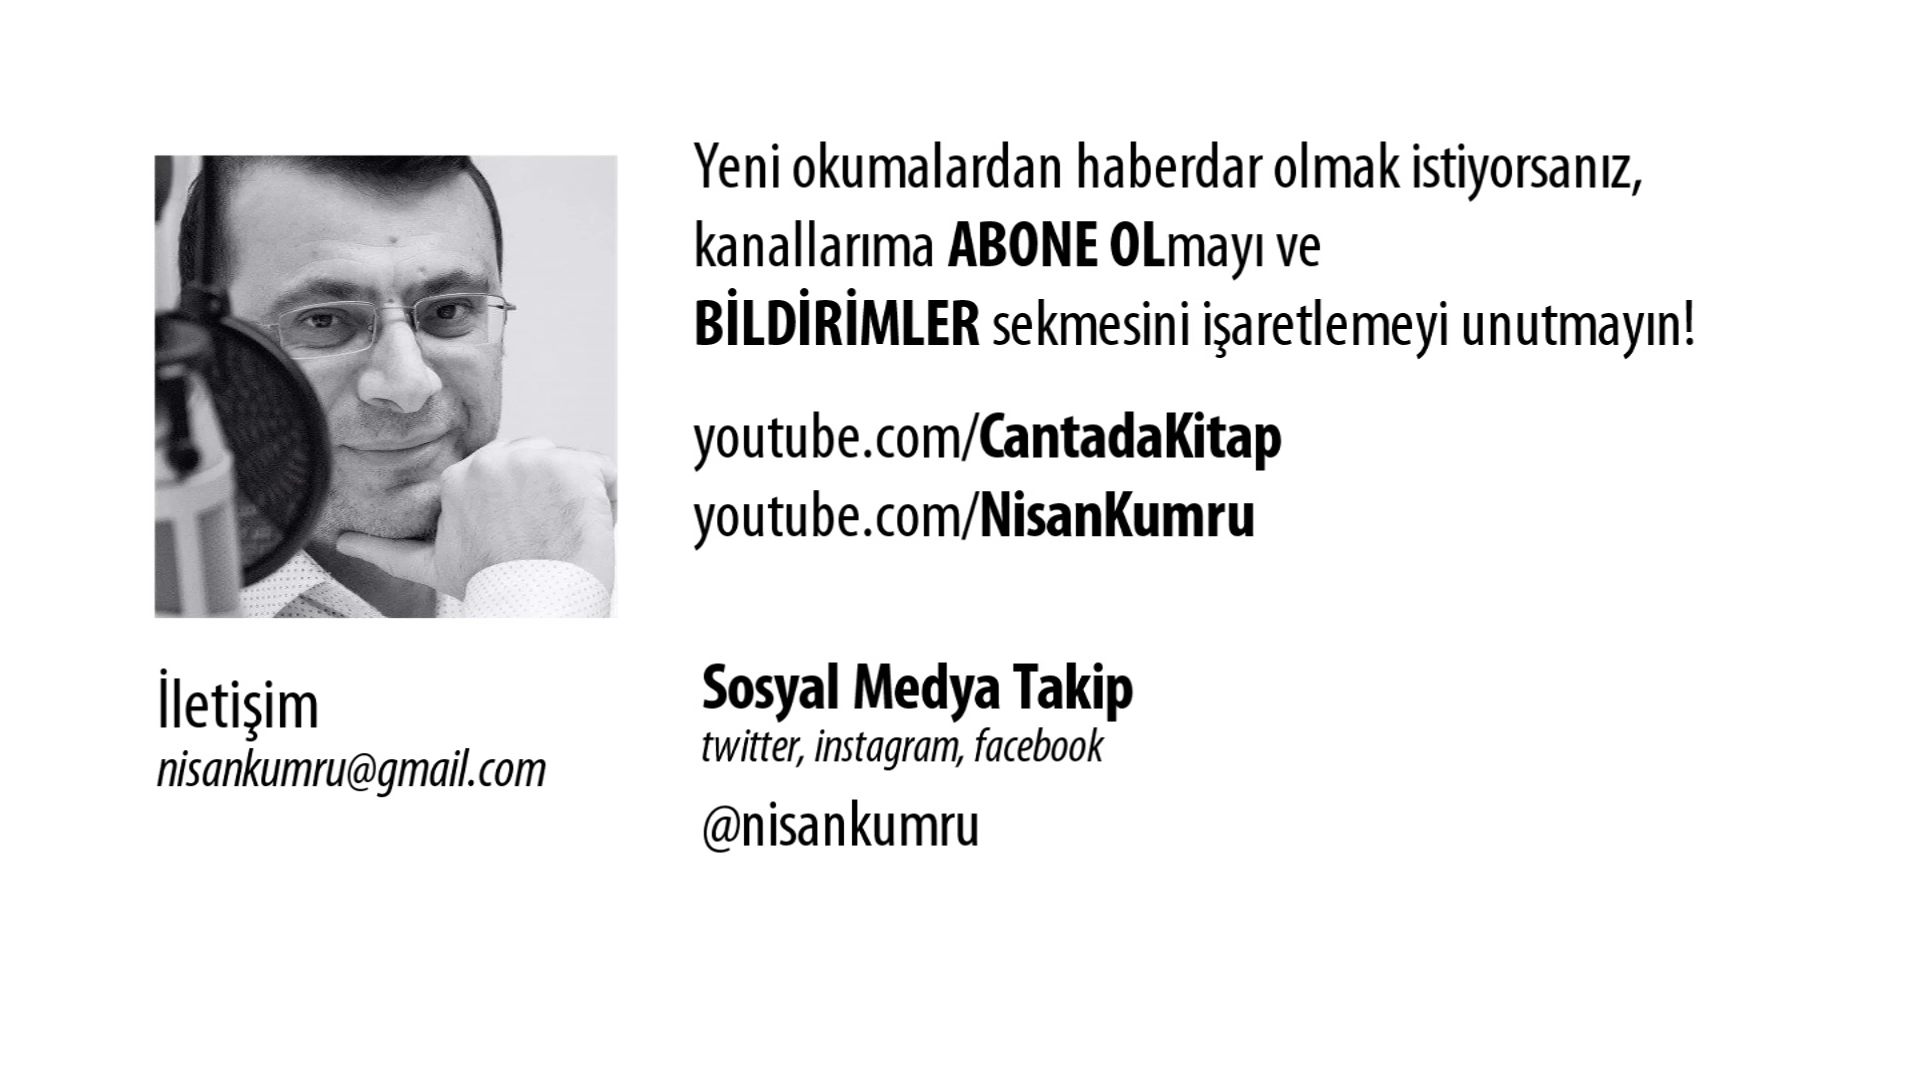 Yeni okumalardan haberdar olmak istiyorsanız,
kanallarıma ABONE OLmayı ve
BİLDİRİMLER sekmesini işaretlemeyi unutmayın!
youtube.com/CantadaKitap
youtube.com/NisanKumru
İletişim
nisankumru@gmail.com
Sosyal Medya Takip
twitter, instagram, facebook
@nisankumru